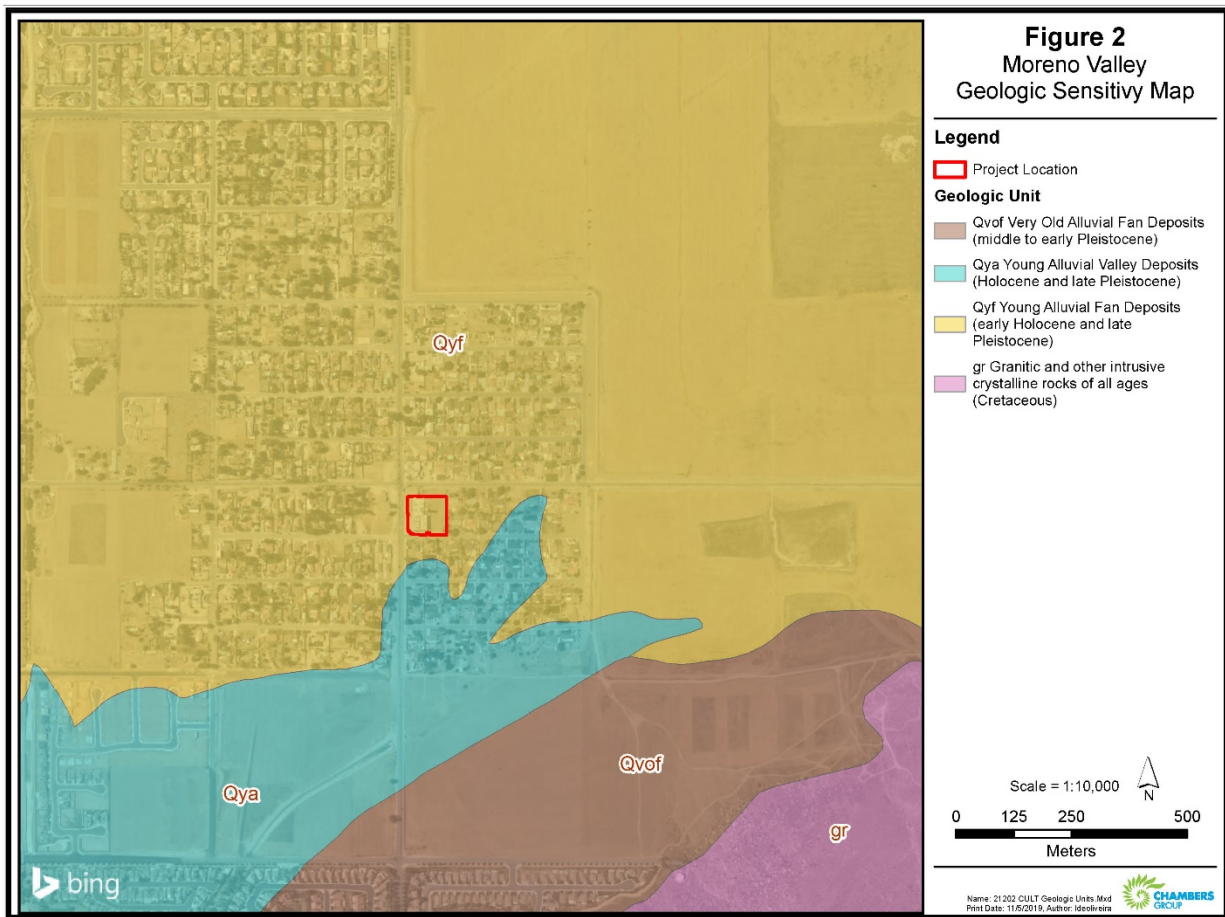 Figure 2
Moreno Valley
Geologic Sensitivy Map
Legend
Project Location
Geologic Unit
Qvof Very Old Alluvial Fan Deposits
(middle to early Pleistocene)
Qya Young Alluvial Valley Deposits
(Holocene and late Pleistocene)
Qyf Young Alluvial Fan Deposits
(early Holocene and late
Pleistocene)
gr Granitic and other intrusive
crystalline rocks of all ages
(Cretaceous)
Qyf
Qya
Qvof
gr
bing
Scale = 1:10,000
N
0 125 250 500
Meters
Name: 21202 CULT Geologic Units.Mxd
Print Date: 11/5/2019, Author: ldeoliveira
CHAMBERS
GROUP